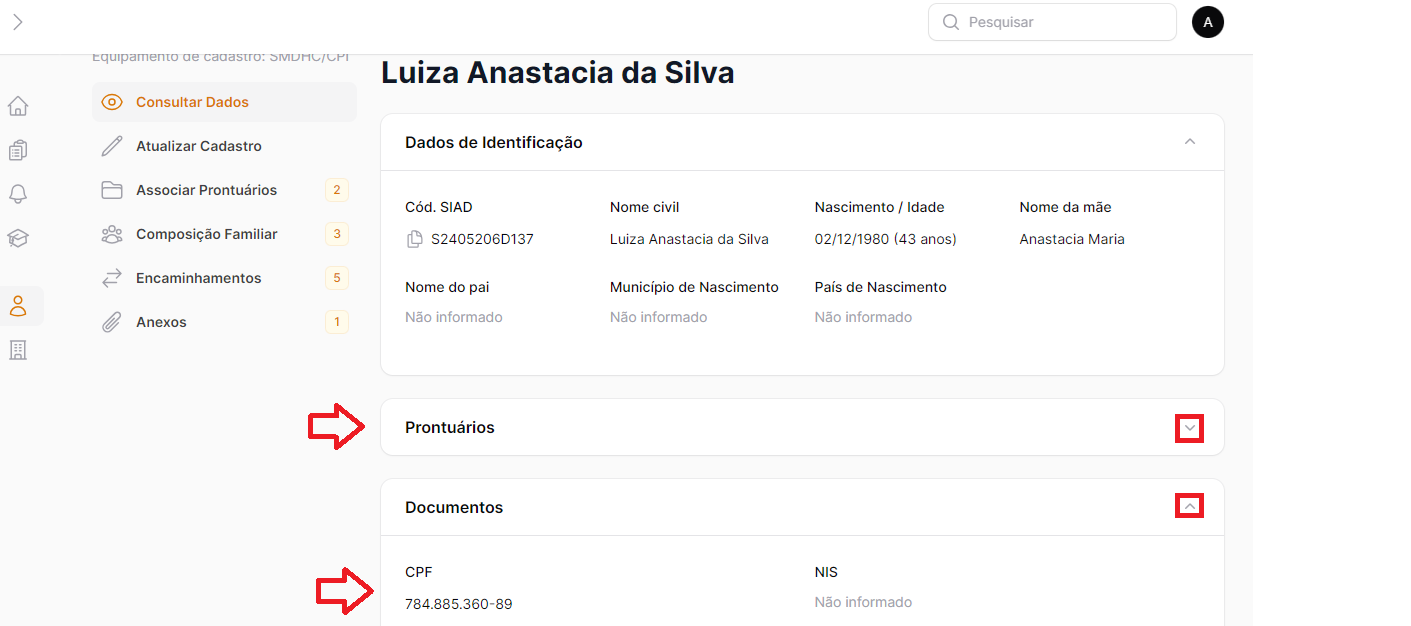 Pesquisar
A
Equipamento de cadastro: SMDHC/CPI
Consultar Dados
Atualizar Cadastro
Associar Prontuários 2
Composição Familiar 3
Encaminhamentos 5
Anexos 1
Luiza Anastacia da Silva
Dados de Identificação
Cód. SIAD Nome civil Nascimento / Idade Nome da mãe
S2405206D137 Luiza Anastacia da Silva 02/12/1980 (43 anos) Anastacia Maria
Nome do pai Município de Nascimento País de Nascimento
Não informado Não informado Não informado
Prontuários
Documentos
CPF NIS
784.885.360-89 Não informado